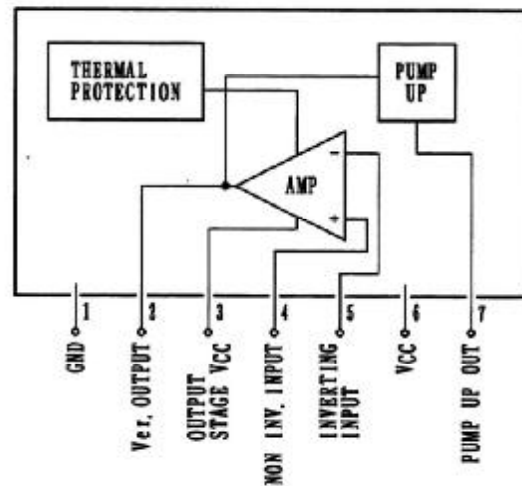 THERMAL
PROTECTION
PUMP
UP
AMP
−
+
1
2
3
4
5
6
7
GND
Ver. OUTPUT
OUTPUT
STAGE VCC
NON INV. INPUT
INVERTING
INPUT
VCC
PUMP UP OUT